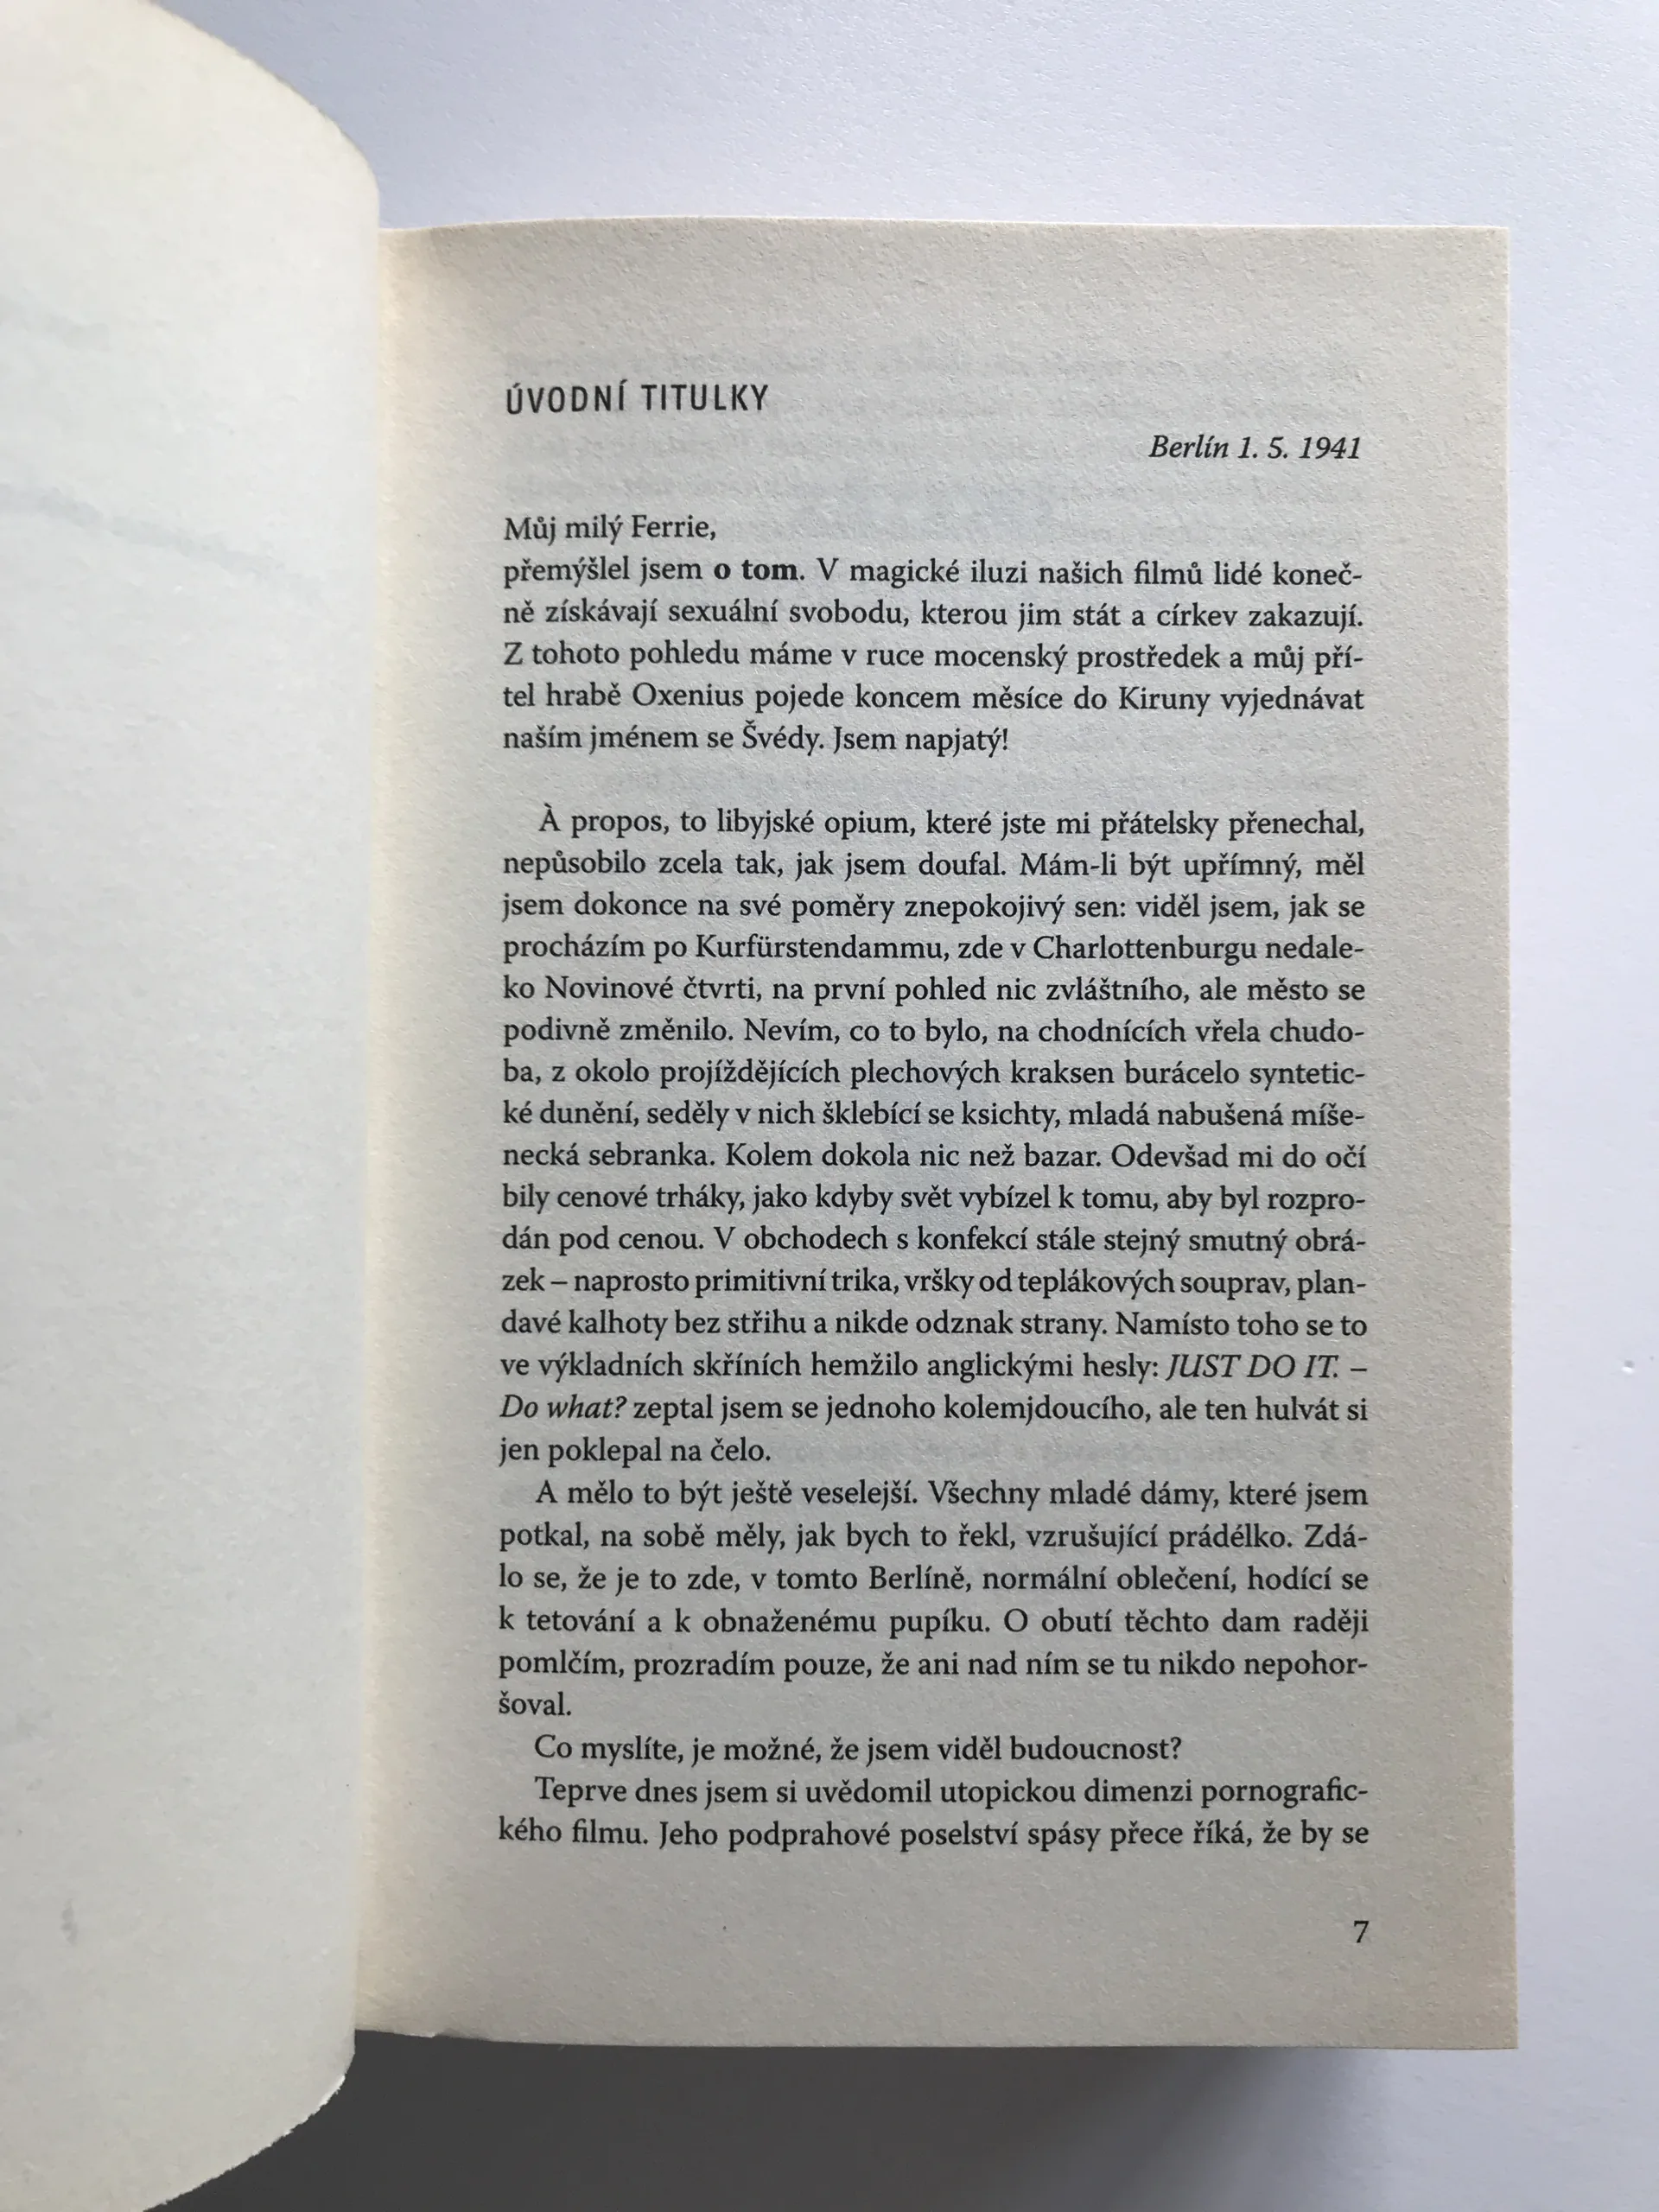 ÚVODNÍ TITULKY
Berlín 1. 5. 1941
Můj milý Ferrie,
přemýšlel jsem o tom. V magické iluzi našich filmů lidé koneč-
ně získávají sexuální svobodu, kterou jim stát a církev zakazují.
Z tohoto pohledu máme v ruce mocenský prostředek a můj pří-
tel hrabě Oxenius pojede koncem měsíce do Kiruny vyjednávat
naším jménem se Švédy. Jsem napjatý!
À propos, to libyjské opium, které jste mi přátelsky přenechal,
nepůsobilo zcela tak, jak jsem doufal. Mám-li být upřímný, měl
jsem dokonce na své poměry znepokojivý sen: viděl jsem, jak se
procházím po Kurfürstendammu, zde v Charlottenburgu nedale-
ko Novinové čtvrti, na první pohled nic zvláštního, ale město se
podivně změnilo. Nevím, co to bylo, na chodnících vřela chudo-
ba, z okolo projíždějících plechových kraksen burácelo syntetic-
ké dunění, seděly v nich šklebící se ksichty, mladá nabušená míše-
necká sebranka. Kolem dokola nic než bazar. Odevšad mi do očí
bily cenové trháky, jako kdyby svět vybízel k tomu, aby byl rozpro-
dán pod cenou. V obchodech s konfekcí stále stejný smutný obrá-
zek – naprosto primitivní trika, vršky od teplákových souprav, plan-
davé kalhoty bez střihu a nikde odznak strany. Namísto toho se to
ve výkladních skříních hemžilo anglickými hesly: JUST DO IT. –
Do what? zeptal jsem se jednoho kolemjdoucího, ale ten hulvát si
jen poklepal na čelo.
A mělo to být ještě veselejší. Všechny mladé dámy, které jsem
potkal, na sobě měly, jak bych to řekl, vzrušující prádélko. Zdá-
lo se, že je to zde, v tomto Berlíně, normální oblečení, hodící se
k tetování a k obnaženému pupíku. O obutí těchto dam raději
pomlčím, prozradím pouze, že ani nad ním se tu nikdo nepohor-
šoval.
Co myslíte, je možné, že jsem viděl budoucnost?
Teprve dnes jsem si uvědomil utopickou dimenzi pornografic-
kého filmu. Jeho podprahové poselství spásy přece říká, že by se
7